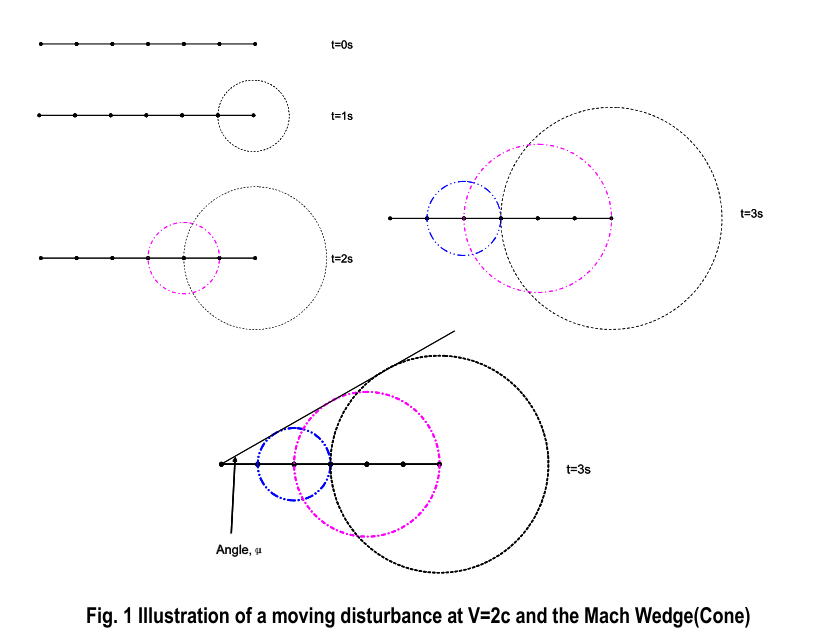 t=0s
t=1s
t=2s
t=3s
t=3s
Angle, μ
Fig. 1 Illustration of a moving disturbance at V=2c and the Mach Wedge(Cone)